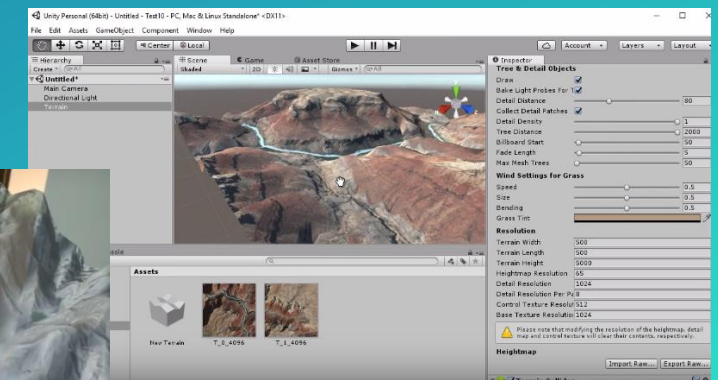 Unity Personal (64bit) - Untitled - Test10 - PC, Mac & Linux Standalone* <DX11>
File Edit Assets GameObject Component Window Help
Center Local Account Layers Layout
Hierarchy
Create All
Untitled*
Main Camera
Directional Light
Terrain
Scene Game Asset Store
Shaded 2D Gizmos All
Assets
New Terrain T_0_4096 T_1_4096
Inspector
Tree & Detail Objects
Draw
Bake Light Probes For T
Detail Distance 80
Collect Detail Patches
Detail Density 1
Tree Distance 2000
Billboard Start 50
Fade Length 5
Max Mesh Trees 50
Wind Settings for Grass
Speed 0.5
Size 0.5
Bending 0.5
Grass Tint
Resolution
Terrain Width 500
Terrain Length 500
Terrain Height 5000
Heightmap Resolution 65
Detail Resolution 1024
Detail Resolution Per Pa 8
Control Texture Resolut 512
Base Texture Resolutio 1024
Please note that modifying the resolution of the heightmap, detail
map and control texture will clear their contents, respectively.
Heightmap
Import Raw... Export Raw...